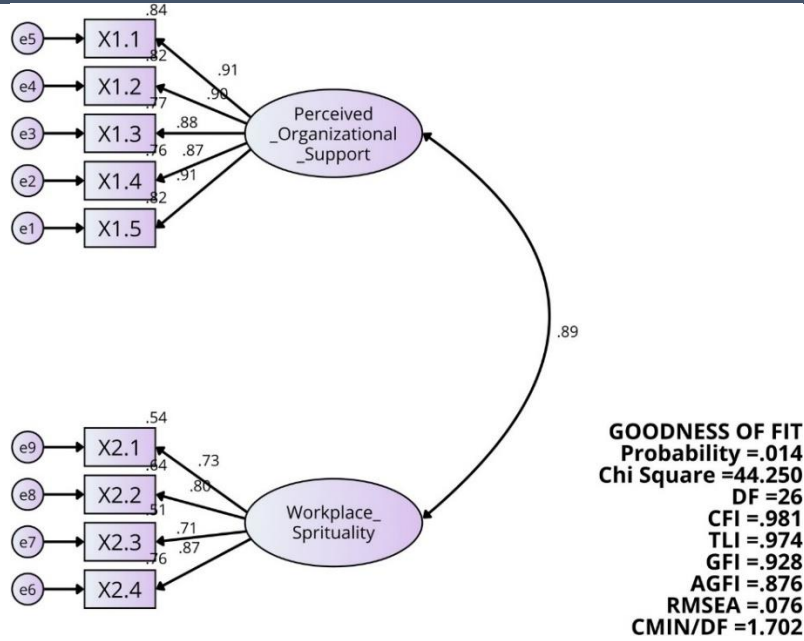 .84
e5
X1.1
.91
.82
e4
X1.2
.90
.77
e3
X1.3
.88
.76
.87
e2
X1.4
.91
.82
e1
X1.5
Perceived
_Organizational
_Support
.89
.54
e9
X2.1
.73
.64
e8
X2.2
.80
.51
e7
X2.3
.71
.87
.76
e6
X2.4
Workplace_
Sprituality
GOODNESS OF FIT
Probability =.014
Chi Square =44.250
DF =26
CFI =.981
TLI =.974
GFI =.928
AGFI =.876
RMSEA =.076
CMIN/DF =1.702